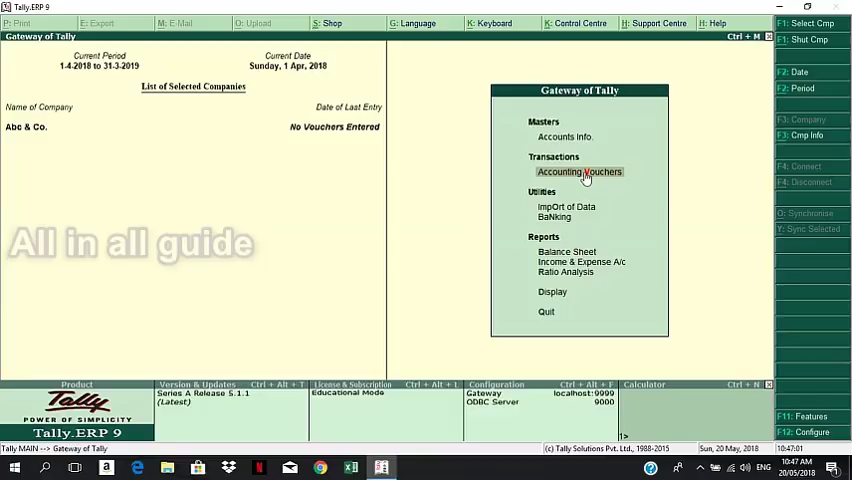 Tally.ERP 9
P: Print
E: Export
M: E-Mail
O: Upload
S: Shop
G: Language
K: Keyboard
K: Control Centre
H: Support Centre
H: Help
F1: Select Cmp
Gateway of Tally
Ctrl + M
F1: Shut Cmp
Current Period
Current Date
1-4-2018 to 31-3-2019
Sunday, 1 Apr, 2018
List of Selected Companies
Name of Company
Date of Last Entry
Abc & Co.
No Vouchers Entered
Gateway of Tally
Masters
Accounts Info.
Transactions
Accounting Vouchers
Utilities
ImpOrt of Data
BaNking
Reports
Balance Sheet
Income & Expense A/c
Ratio Analysis
Display
Quit
F2: Date
F2: Period
F3: Company
F3: Cmp Info
F4: Connect
F4: Disconnect
O: Synchronise
Y: Sync Selected
All in all guide
Product
Version & Updates Ctrl + Alt + T
License & Subscription Ctrl + Alt + L
Configuration Ctrl + Alt + F
Calculator Ctrl + N
Tally
POWER OF SIMPLICITY
Tally.ERP 9
Series A Release 5.1.1
(Latest)
Educational Mode
Gateway localhost:9999
ODBC Server 9000
1>
F11: Features
F12: Configure
Tally MAIN --> Gateway of Tally
(c) Tally Solutions Pvt. Ltd., 1988-2015
Sun, 20 May, 2018
10:47:01
ENG
10:47 AM
20/05/2018